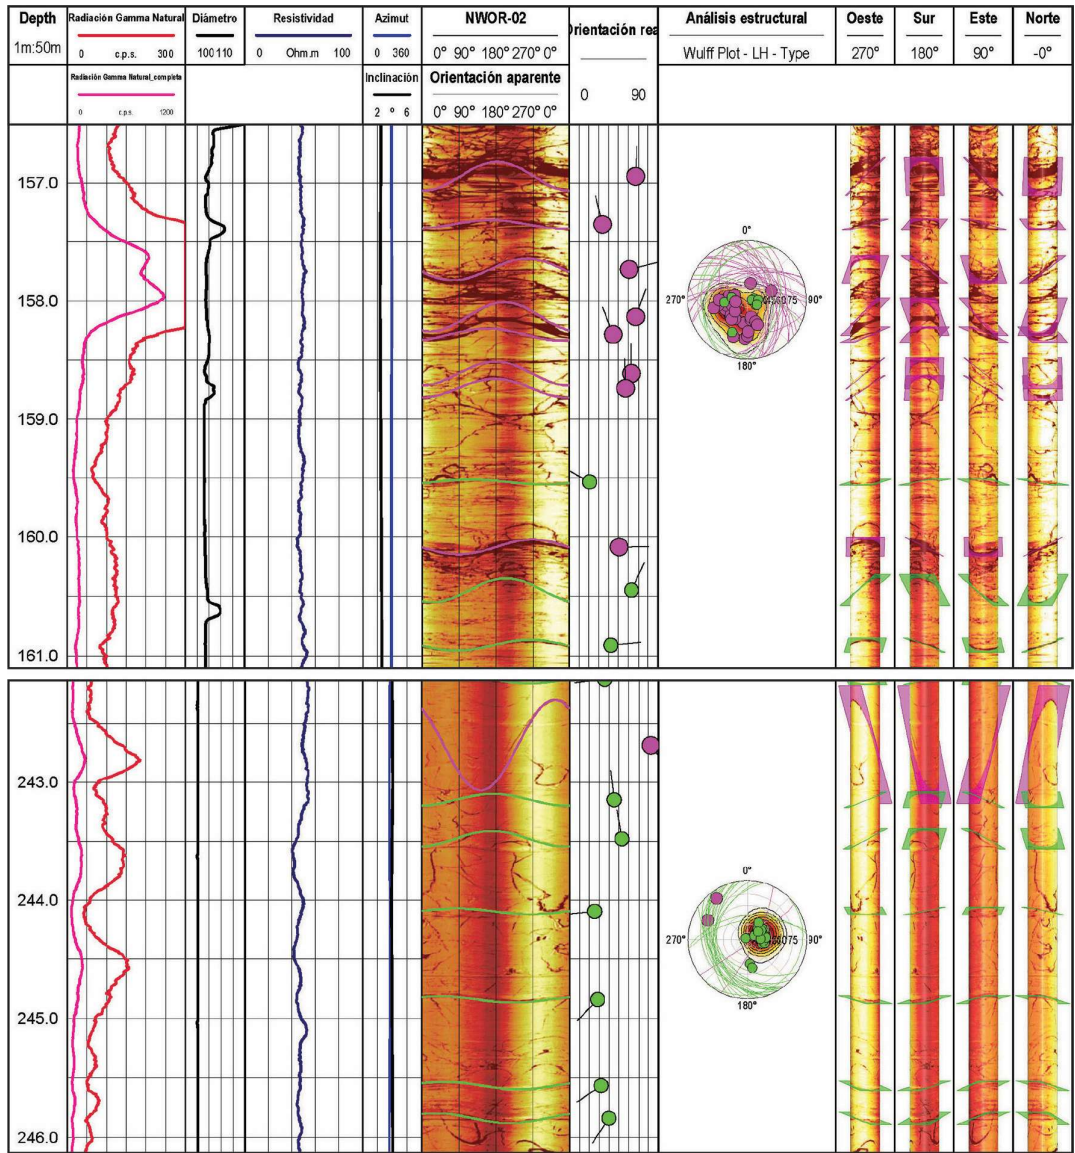 Depth
1m:50m
Radiación Gamma Natural
0 c.p.s. 300
Radiación Gamma Natural_completa
0 c.p.s. 1200
Diámetro
100 110
Resistividad
0 Ohm.m 100
Azimut
0 360
Inclinación
2 º 6
NWOR-02
0° 90° 180° 270° 0°
Orientación aparente
0° 90° 180° 270° 0°
Orientación rea
0 90
Análisis estructural
Wulff Plot - LH - Type
Oeste
270°
Sur
180°
Este
90°
Norte
-0°
157.0
158.0
159.0
160.0
161.0
0°
270°
75 90°
180°
243.0
244.0
245.0
246.0
0°
270°
75 90°
180°